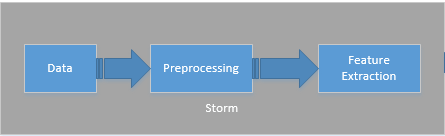 Data
Preprocessing
Feature
Extraction
Storm